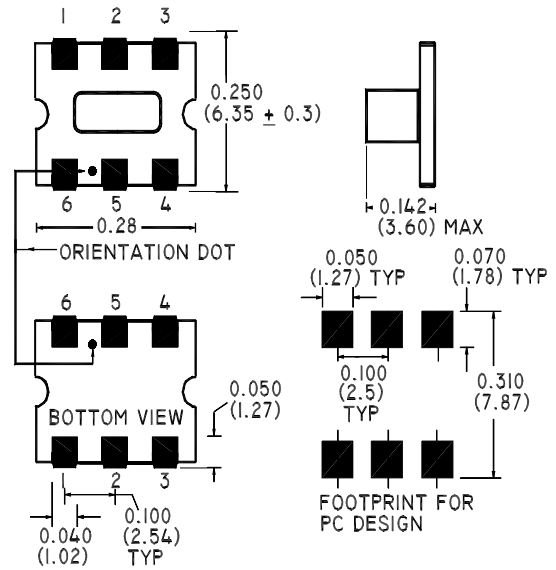 1 2 3
0.250
(6.35 ± 0.3)
6 5 4
0.28
ORIENTATION DOT
0.142
(3.60) MAX
0.050
(1.27) TYP
0.070
(1.78) TYP
6 5 4
0.100
(2.5)
TYP
0.310
(7.87)
0.050
(1.27)
BOTTOM VIEW
1 2 3
0.040
(1.02)
0.100
(2.54)
TYP
FOOTPRINT FOR
PC DESIGN